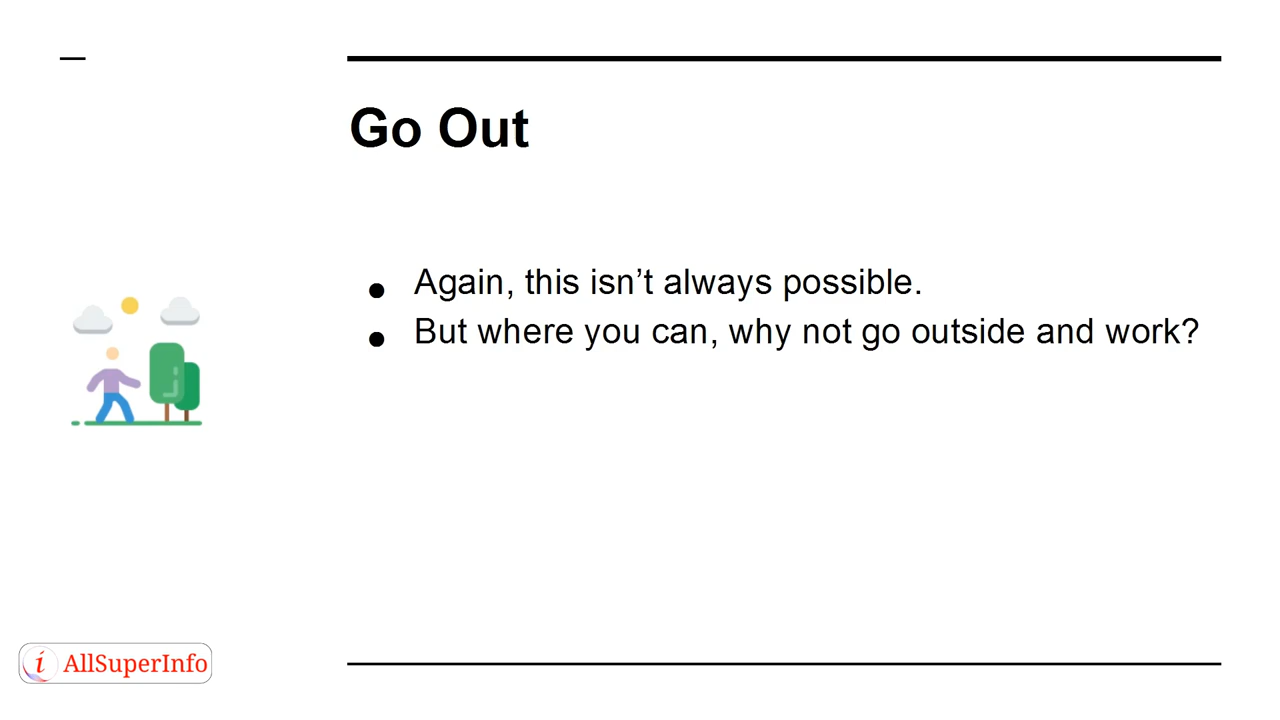 Go Out
Again, this isn’t always possible.
But where you can, why not go outside and work?
i AllSuperInfo